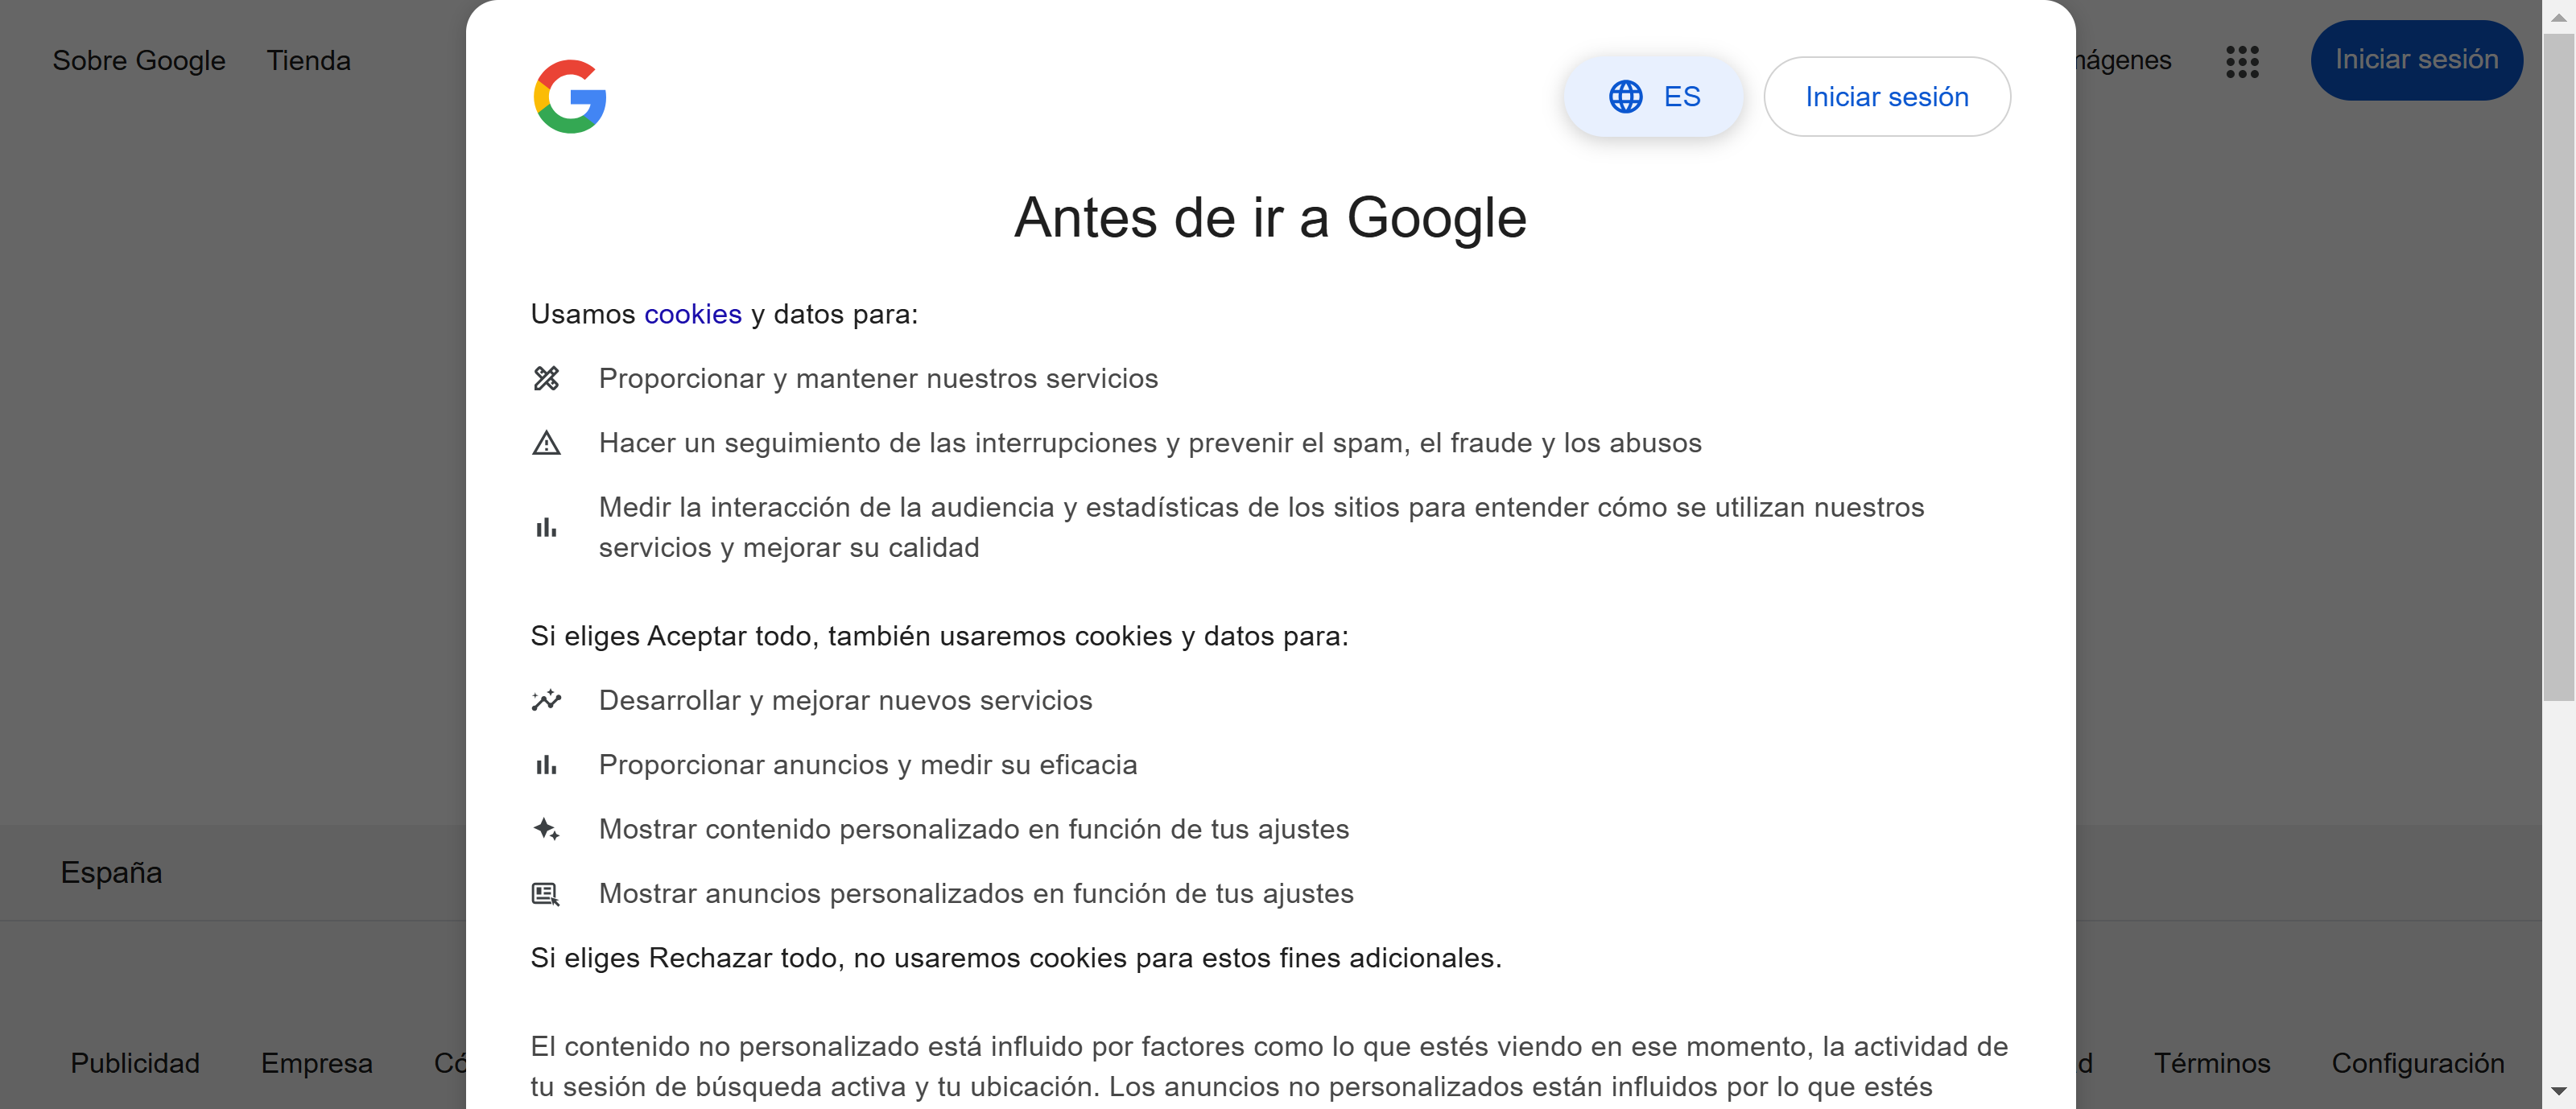 Sobre Google Tienda
mágenes
Iniciar sesión
ES
Iniciar sesión
Antes de ir a Google
Usamos cookies y datos para:
Proporcionar y mantener nuestros servicios
Hacer un seguimiento de las interrupciones y prevenir el spam, el fraude y los abusos
Medir la interacción de la audiencia y estadísticas de los sitios para entender cómo se utilizan nuestros
servicios y mejorar su calidad
Si eliges Aceptar todo, también usaremos cookies y datos para:
Desarrollar y mejorar nuevos servicios
Proporcionar anuncios y medir su eficacia
Mostrar contenido personalizado en función de tus ajustes
Mostrar anuncios personalizados en función de tus ajustes
Si eliges Rechazar todo, no usaremos cookies para estos fines adicionales.
El contenido no personalizado está influido por factores como lo que estés viendo en ese momento, la actividad de
tu sesión de búsqueda activa y tu ubicación. Los anuncios no personalizados están influidos por lo que estés
España
Publicidad Empresa Có
d Términos Configuración